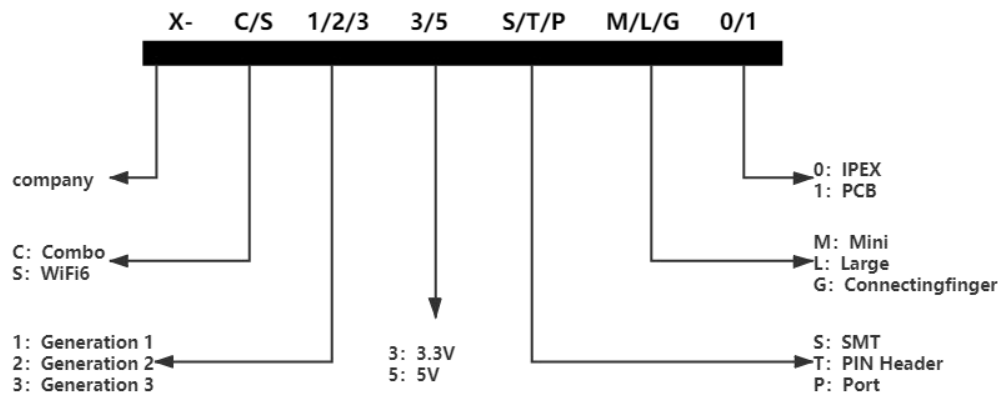 X- C/S 1/2/3 3/5 S/T/P M/L/G 0/1
company
C: Combo
S: WiFi6
1: Generation 1
2: Generation 2
3: Generation 3
3: 3.3V
5: 5V
0: IPEX
1: PCB
M: Mini
L: Large
G: Connectingfinger
S: SMT
T: PIN Header
P: Port